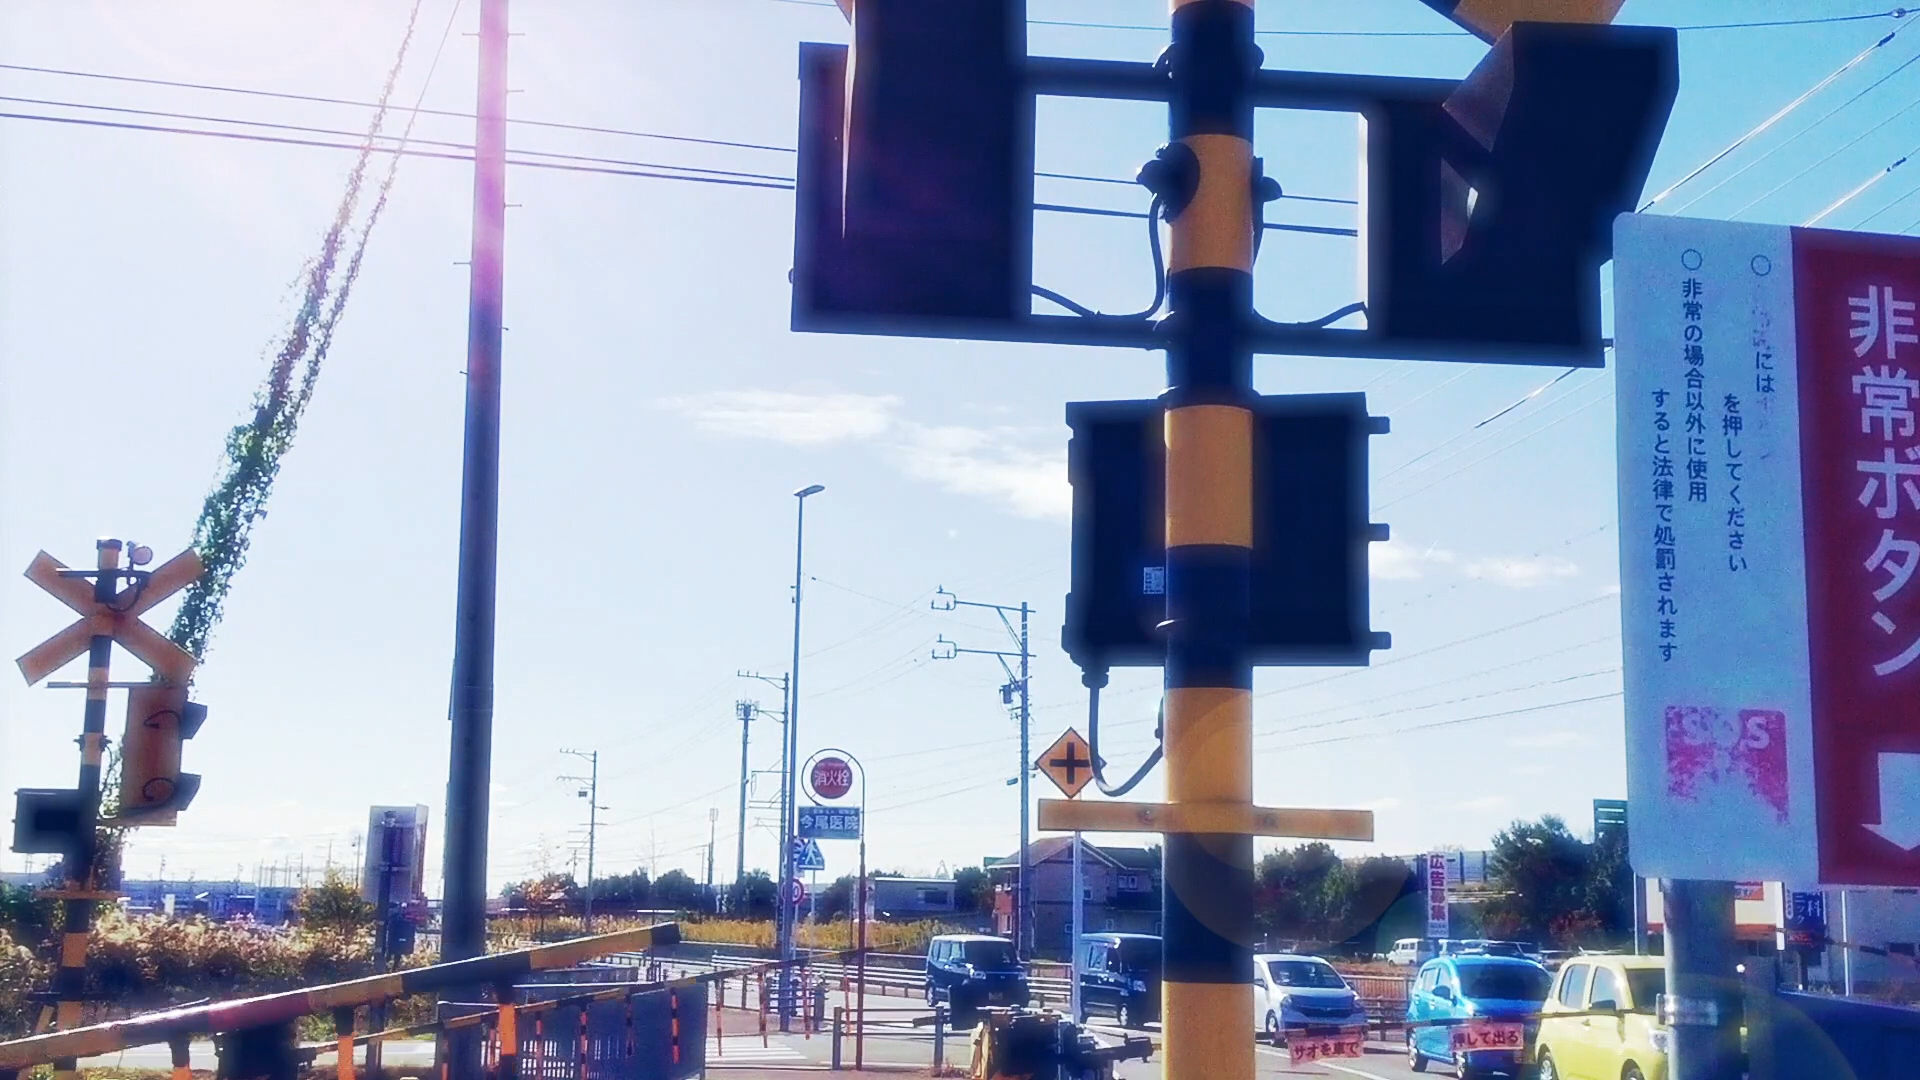 非常ボタン
には
を押してください
○非常の場合以外に使用
すると法律で処罰されます
SOS
消火栓
今尾医院
広告募集
科
サオを車で
押して出る